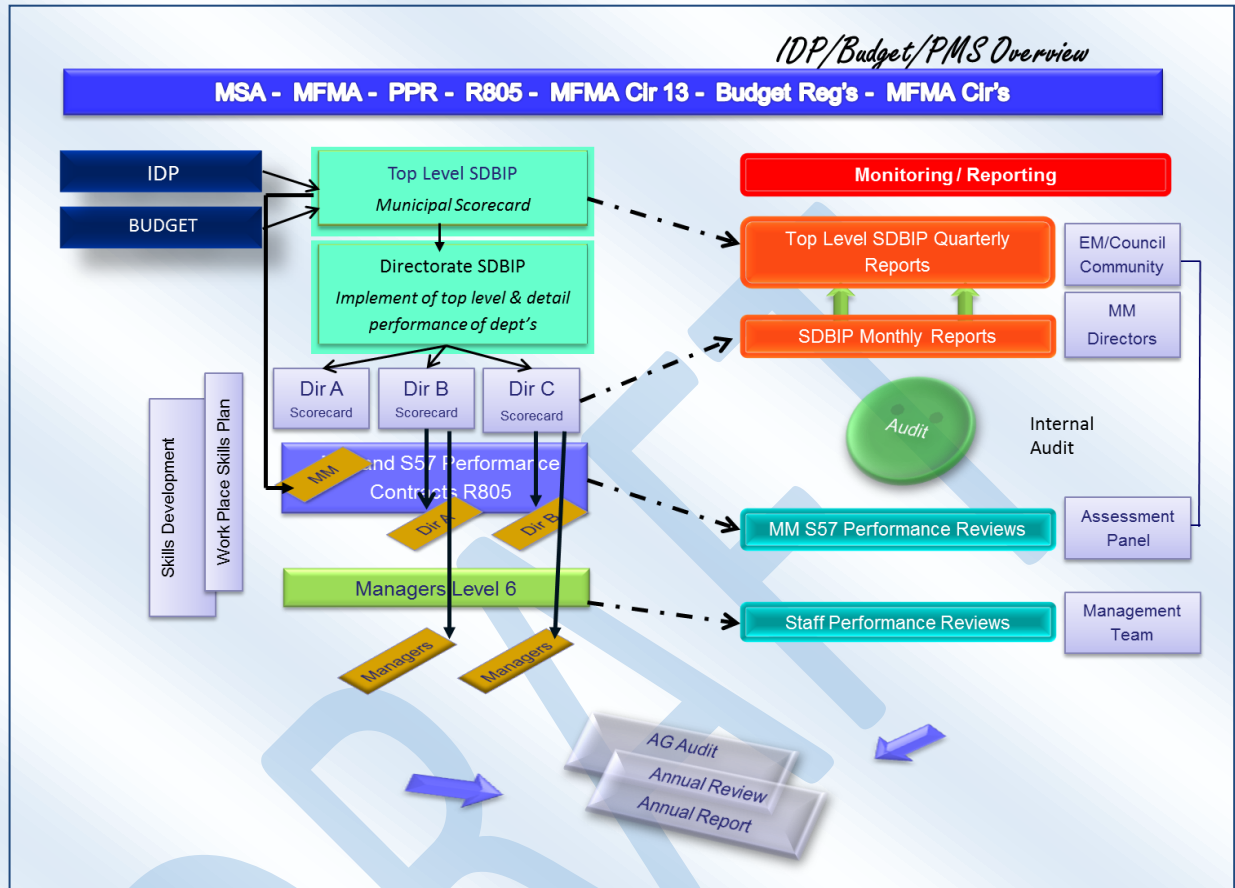 IDP/Budget/PMS Overview
MSA - MFMA - PPR - R805 - MFMA Cir 13 - Budget Reg's - MFMA Cir's
IDP
BUDGET
Top Level SDBIP
Municipal Scorecard
Directorate SDBIP
Implement of top level & detail
performance of dept's
Dir A
Scorecard
Dir B
Scorecard
Dir C
Scorecard
Skills Development
Work Place Skills Plan
MM
and S57 Performance
Contracts R805
Dir A
Dir B
Managers Level 6
Managers
Managers
Monitoring / Reporting
Top Level SDBIP Quarterly
Reports
EM/Council
Community
SDBIP Monthly Reports
MM
Directors
Audit
Internal
Audit
MM S57 Performance Reviews
Assessment
Panel
Staff Performance Reviews
Management
Team
AG Audit
Annual Review
Annual Report
DRAFT